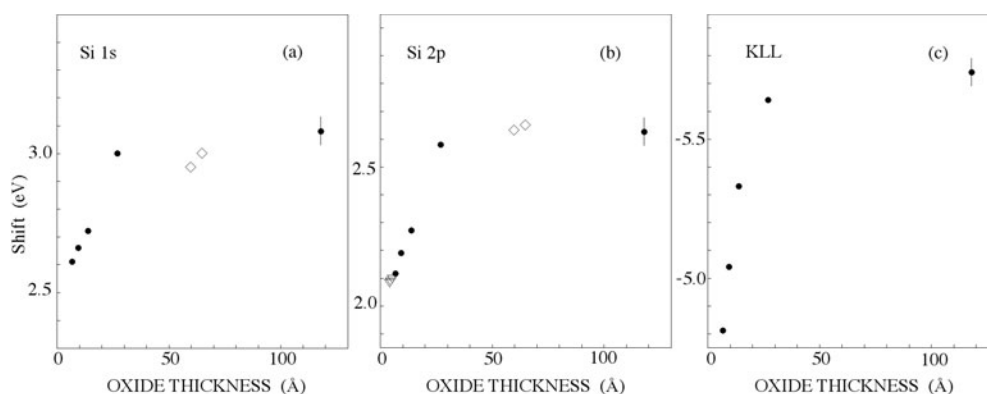 Si 1s (a)
Si 2p (b)
KLL (c)
Shift (eV)
3.0
2.5
2.5
2.0
-5.5
-5.0
0 50 100
0 50 100
0 50 100
OXIDE THICKNESS (Å)
OXIDE THICKNESS (Å)
OXIDE THICKNESS (Å)